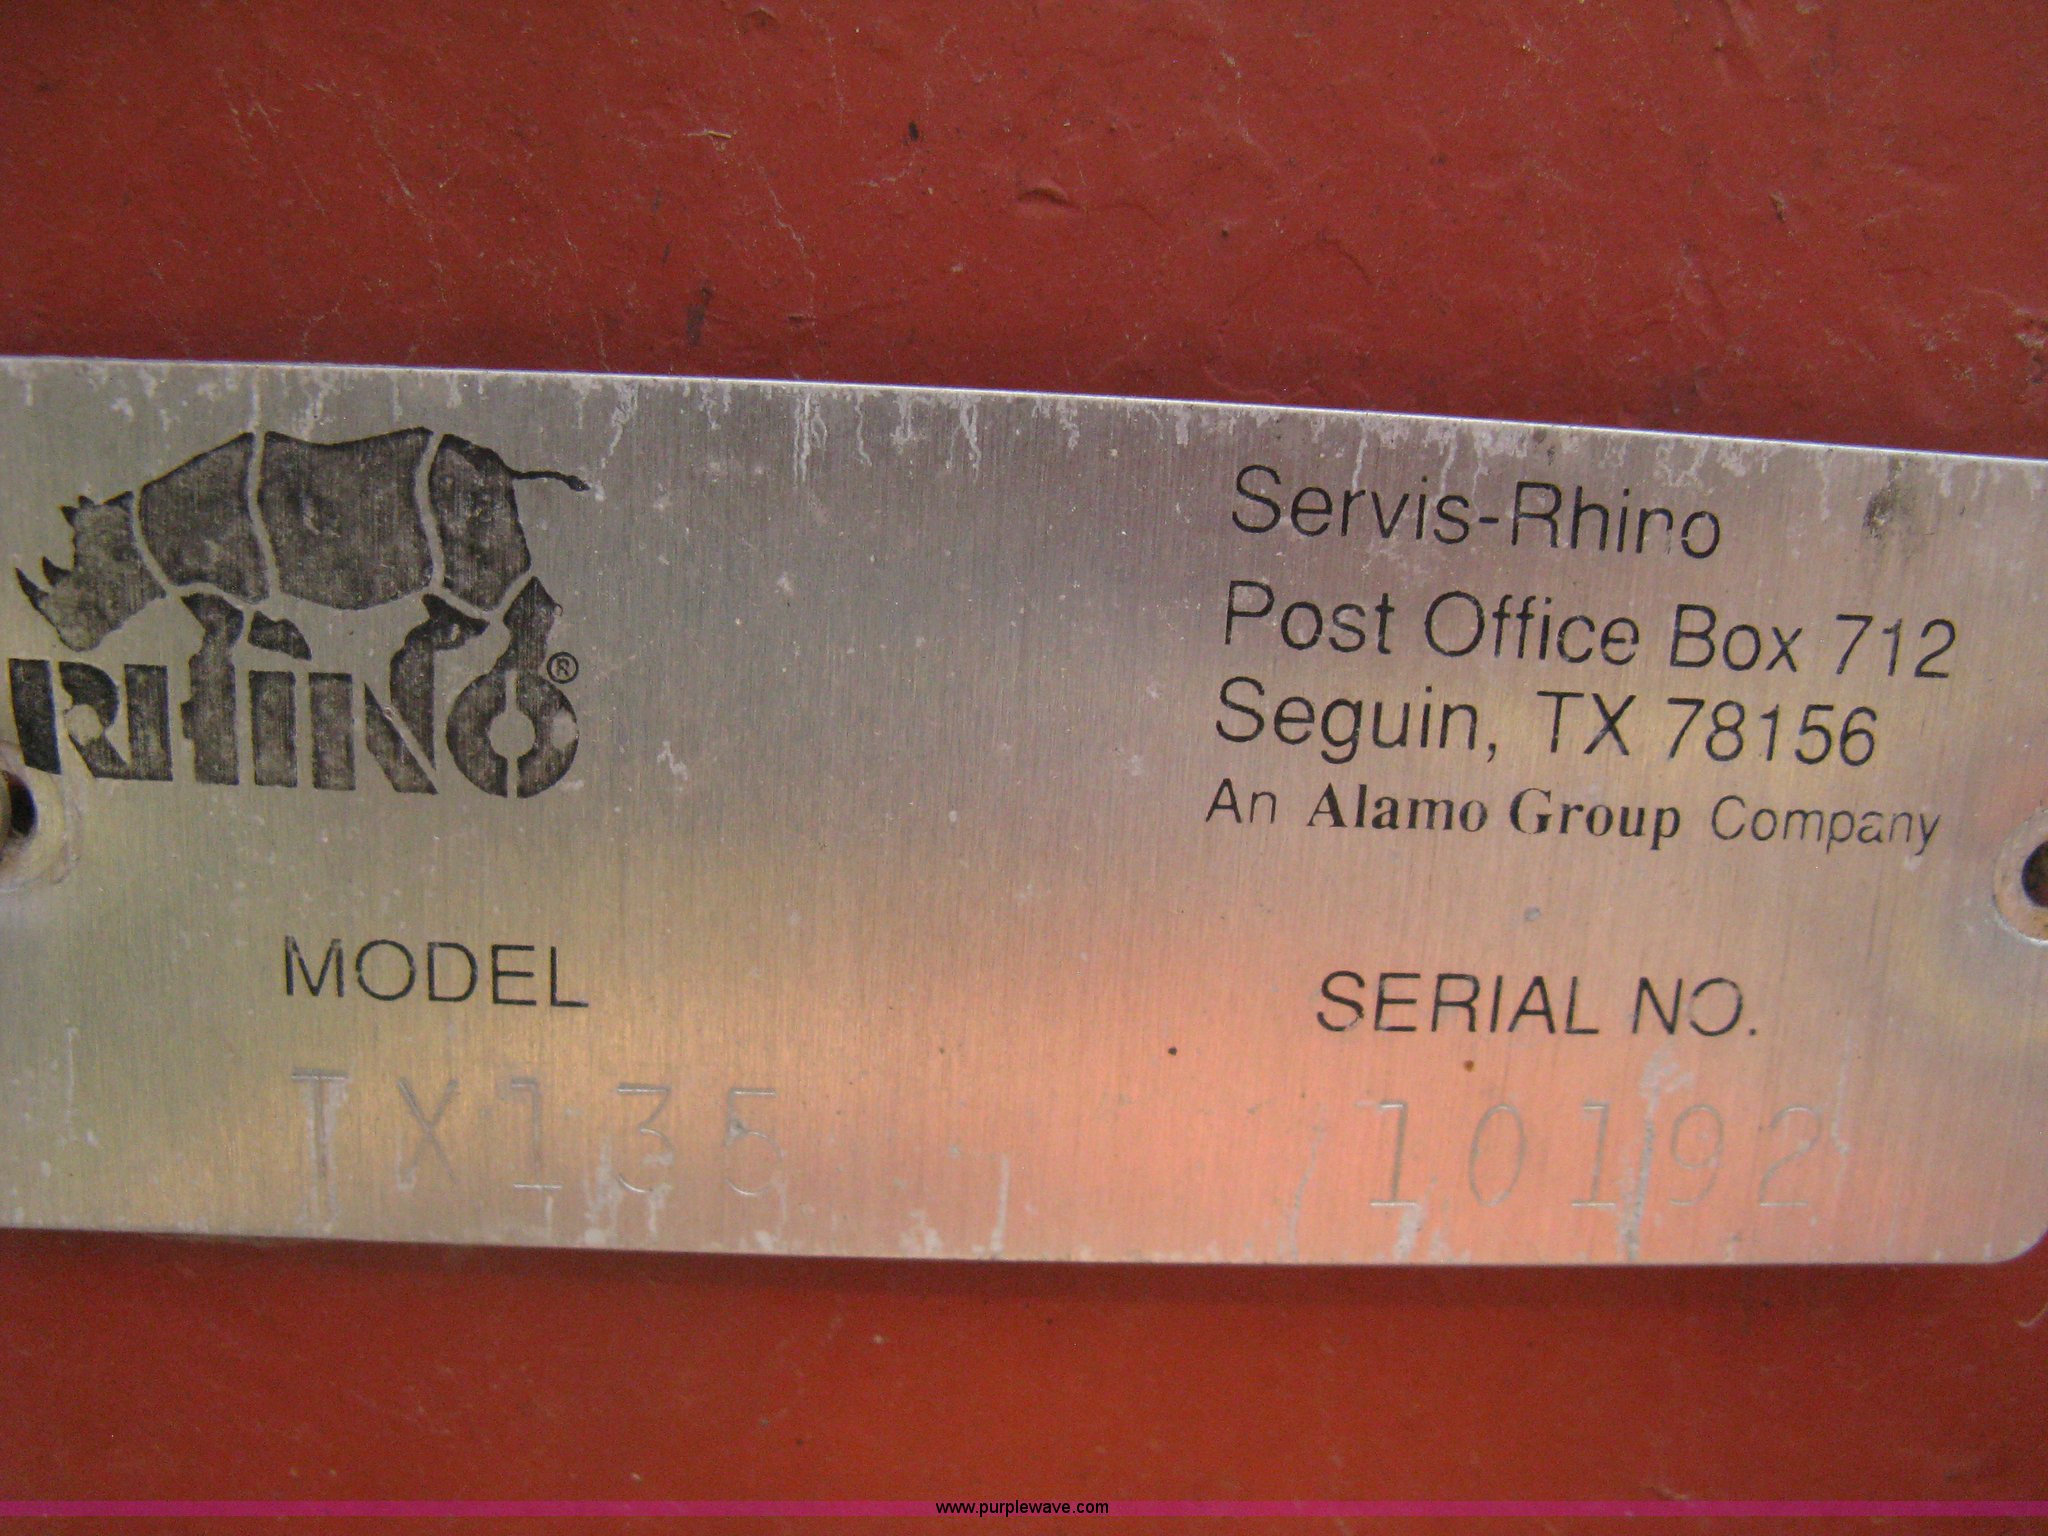 RHINO®
Servis-Rhino
Post Office Box 712
Seguin, TX 78156
An Alamo Group Company
MODEL
SERIAL NO.
TX135
10192
www.purplewave.com